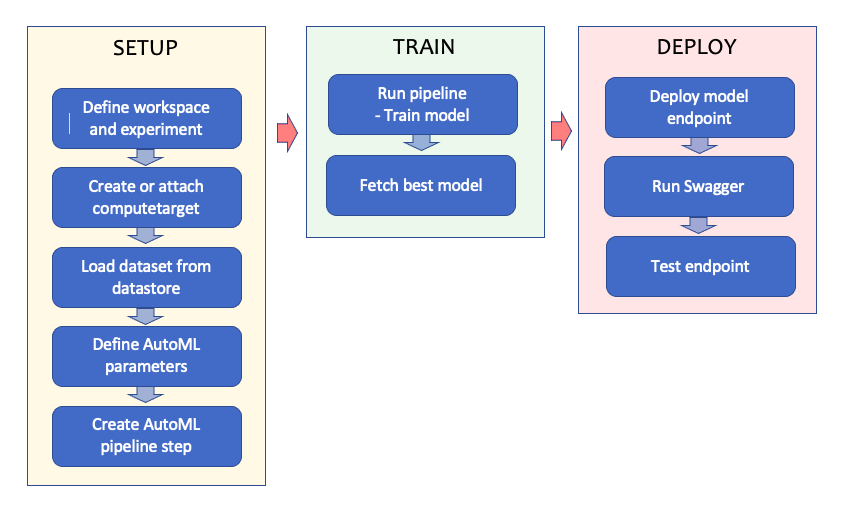 SETUP
Define workspace
and experiment
Create or attach
computetarget
Load dataset from
datastore
Define AutoML
parameters
Create AutoML
pipeline step
TRAIN
Run pipeline
- Train model
Fetch best model
DEPLOY
Deploy model
endpoint
Run Swagger
Test endpoint